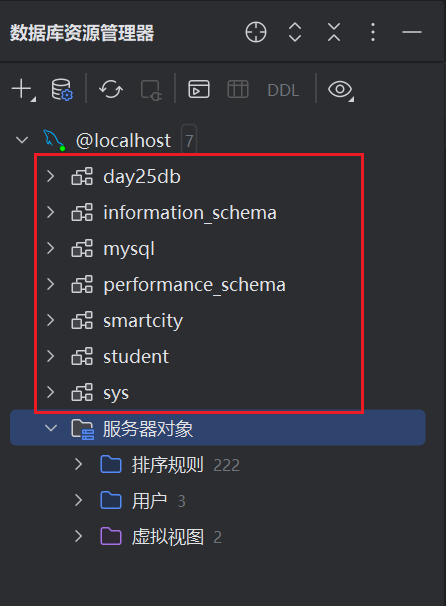 数据库资源管理器
DDL
@localhost 7
day25db
information_schema
mysql
performance_schema
smartcity
student
sys
服务器对象
排序规则 222
用户 3
虚拟视图 2